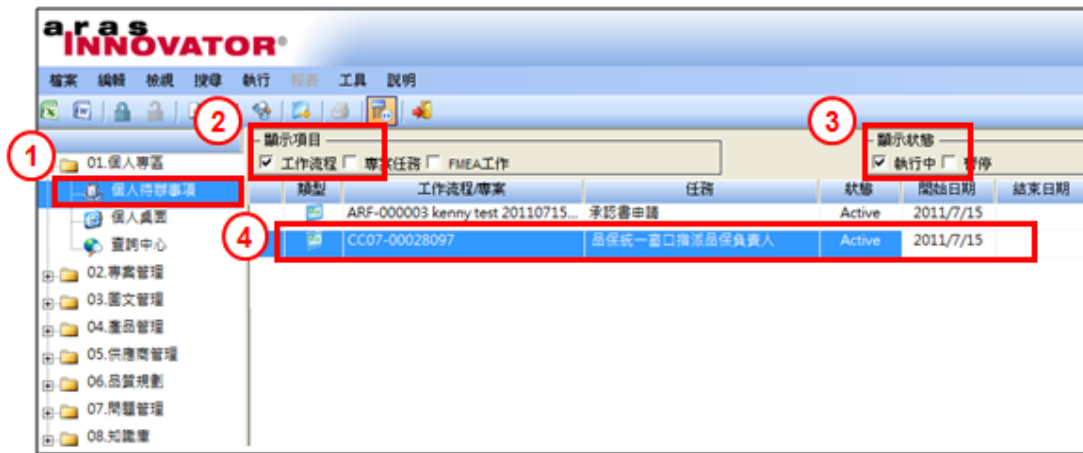 aras
INNOVATOR®
檔案 編輯 檢視 搜尋 執行 報表 工具 説明
2
3
顯示項目
顯示狀態
1
01.個人專區
工作流程 專案任務 FMEA工作
執行中 暫停
個人待辦事項
類型 工作流程/專案 任務 狀態 開始日期 結束日期
個人桌面
ARF-000003 kenny test 20110715... 承認書申請 Active 2011/7/15
4
查詢中心
CC07-00028097 品保統一窗口指派品保負責人 Active 2011/7/15
02.專案管理
03.圖文管理
04.產品管理
05.供應商管理
06.品質規劃
07.問題管理
08.知識庫